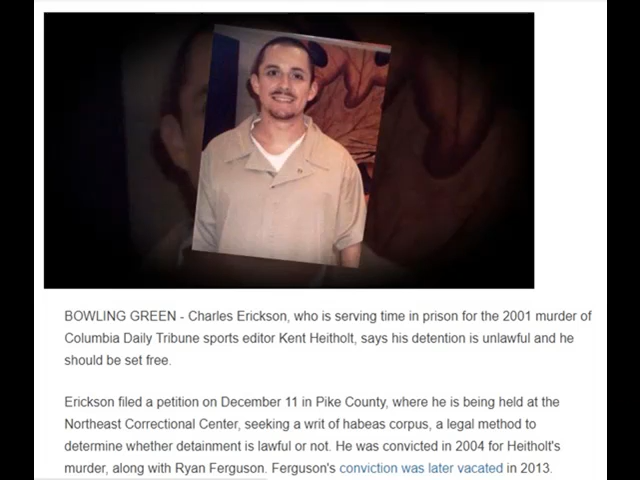 BOWLING GREEN - Charles Erickson, who is serving time in prison for the 2001 murder of
Columbia Daily Tribune sports editor Kent Heitholt, says his detention is unlawful and he
should be set free.
Erickson filed a petition on December 11 in Pike County, where he is being held at the
Northeast Correctional Center, seeking a writ of habeas corpus, a legal method to
determine whether detainment is lawful or not. He was convicted in 2004 for Heitholt's
murder, along with Ryan Ferguson. Ferguson's conviction was later vacated in 2013.